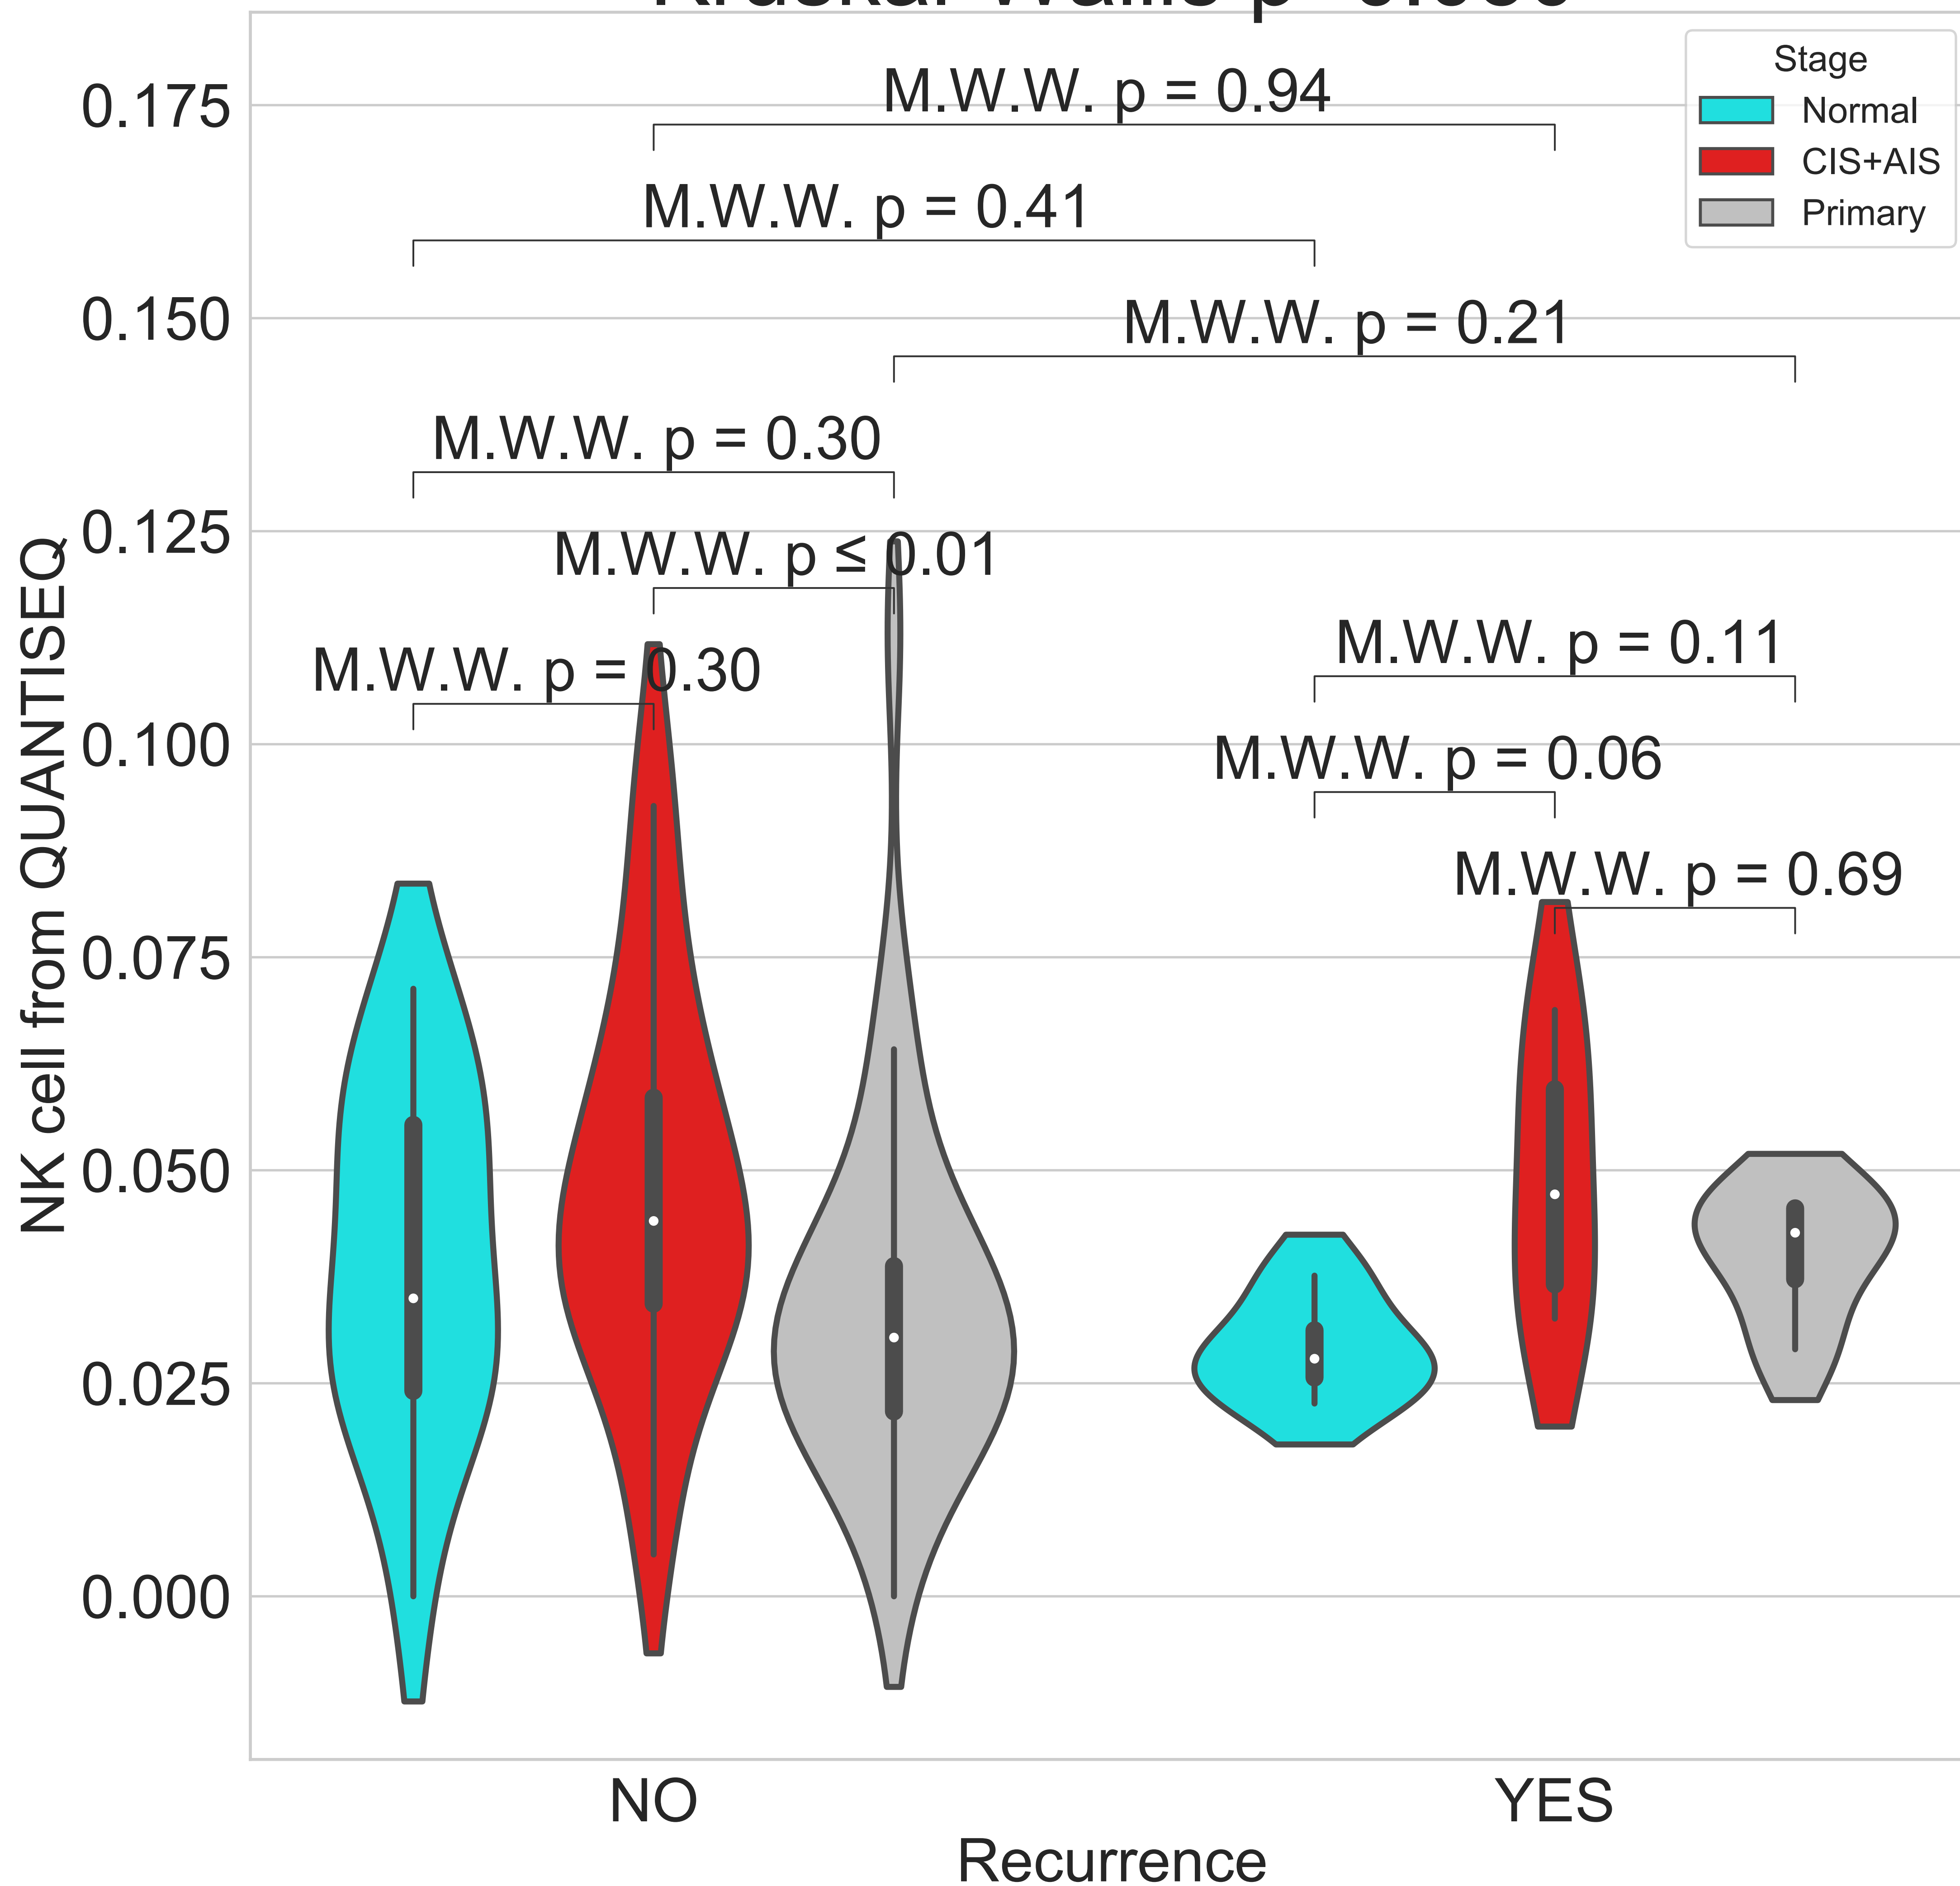 Stage
Normal
CIS+AIS
Primary
M.W.W. p = 0.94
M.W.W. p = 0.41
M.W.W. p = 0.21
M.W.W. p = 0.30
M.W.W. p ≤ 0.01
M.W.W. p = 0.30
M.W.W. p = 0.11
M.W.W. p = 0.06
M.W.W. p = 0.69
0.175
0.150
0.125
0.100
0.075
0.050
0.025
0.000
NK cell from QUANTISEQ
NO
YES
Recurrence